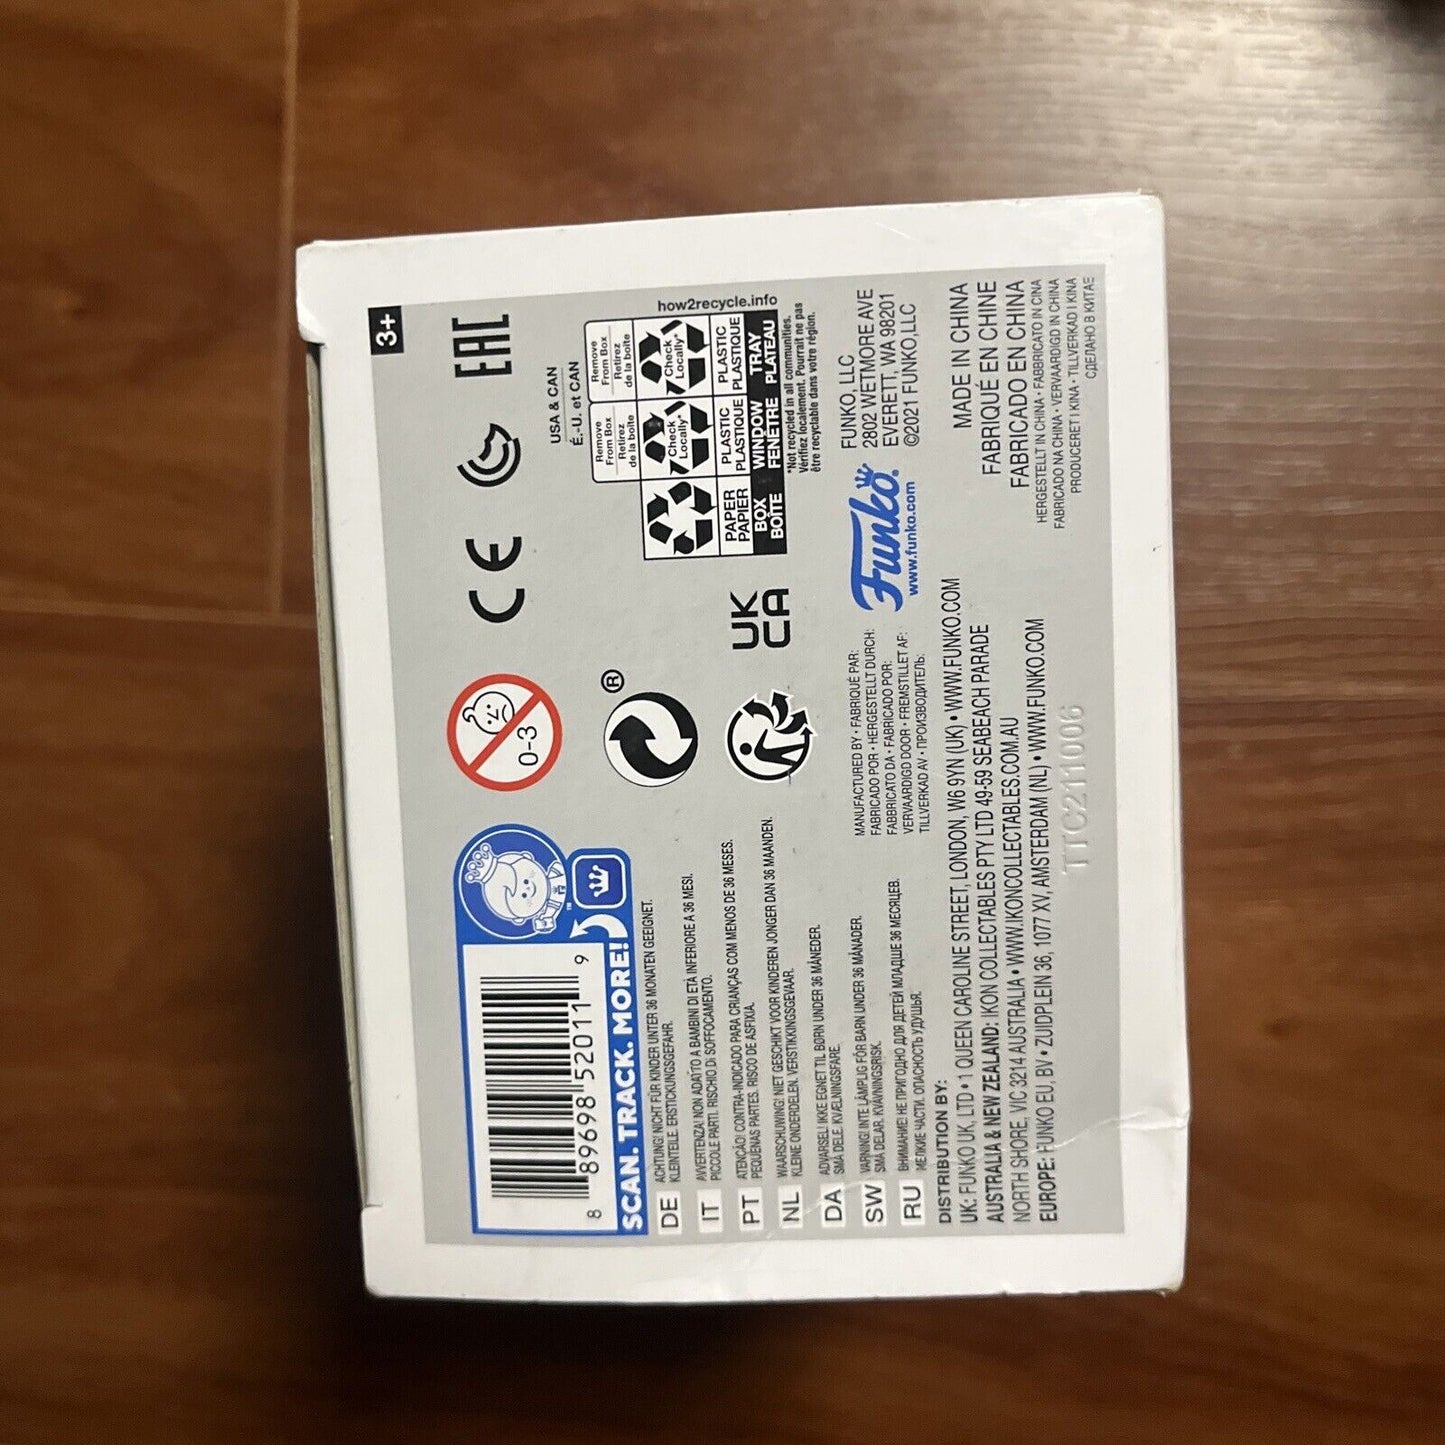 3+
8 89698 52011 9
SCAN. TRACK. MORE!
™
0-3
CE
EAC
®
UK
CA
USA & CAN
É.-U. et CAN
Remove
From Box
Retirez
de la boîte
Remove
From Box
Retirez
de la boîte
Check
Locally*
Check
Locally*
PAPER
PAPIER
PLASTIC
PLASTIQUE
PLASTIC
PLASTIQUE
BOX
BOÎTE
WINDOW
FENÊTRE
TRAY
PLATEAU
how2recycle.info
*Not recycled in all communities.
Vérifiez localement. Pourrait ne pas
être recyclable dans votre région.
DE ACHTUNG! NICHT FÜR KINDER UNTER 36 MONATEN GEEIGNET.
KLEINTEILE. ERSTICKUNGSGEFAHR.
IT AVVERTENZA! NON ADATTO A BAMBINI DI ETÀ INFERIORE A 36 MESI.
PICCOLE PARTI. RISCHIO DI SOFFOCAMENTO.
PT ATENÇÃO! CONTRA-INDICADO PARA CRIANÇAS COM MENOS DE 36 MESES.
PEQUENAS PARTES. RISCO DE ASFIXIA.
NL WAARSCHUWING! NIET GESCHIKT VOOR KINDEREN JONGER DAN 36 MAANDEN.
KLEINE ONDERDELEN. VERSTIKKINGSGEVAAR.
DA ADVARSEL! IKKE EGNET TIL BØRN UNDER 36 MÅNEDER.
SMÅ DELE. KVÆLNINGSFARE.
SW VARNING! INTE LÄMPLIG FÖR BARN UNDER 36 MÅNADER.
SMÅ DELAR. KVÄVNINGSRISK.
RU ВНИМАНИЕ! НЕ ПРИГОДНО ДЛЯ ДЕТЕЙ МЛАДШЕ 36 МЕСЯЦЕВ.
МЕЛКИЕ ЧАСТИ. ОПАСНОСТЬ УДУШЬЯ.
MANUFACTURED BY • FABRIQUÉ PAR:
FABRICADO POR • HERGESTELLT DURCH:
FABBRICATO DA • FABRICADO POR:
VERVAARDIGD DOOR • FREMSTILLET AF:
TILLVERKAD AV • ПРОИЗВОДИТЕЛЬ:
Funko®
www.funko.com
FUNKO, LLC
2802 WETMORE AVE
EVERETT, WA 98201
©2021 FUNKO,LLC
DISTRIBUTION BY:
UK: FUNKO UK, LTD • 1 QUEEN CAROLINE STREET, LONDON, W6 9YN (UK) • WWW.FUNKO.COM
AUSTRALIA & NEW ZEALAND: IKON COLLECTABLES PTY LTD 49-59 SEABEACH PARADE
NORTH SHORE, VIC 3214 AUSTRALIA • WWW.IKONCOLLECTABLES.COM.AU
EUROPE: FUNKO EU, BV • ZUIDPLEIN 36, 1077 XV, AMSTERDAM (NL) • WWW.FUNKO.COM
MADE IN CHINA
FABRIQUÉ EN CHINE
FABRICADO EN CHINA
HERGESTELLT IN CHINA • FABBRICATO IN CINA
FABRICADO NA CHINA • VERVAARDIGD IN CHINA
PRODUCERET I KINA • TILLVERKAD I KINA
СДЕЛАНО В КИТАЕ
TTC211006